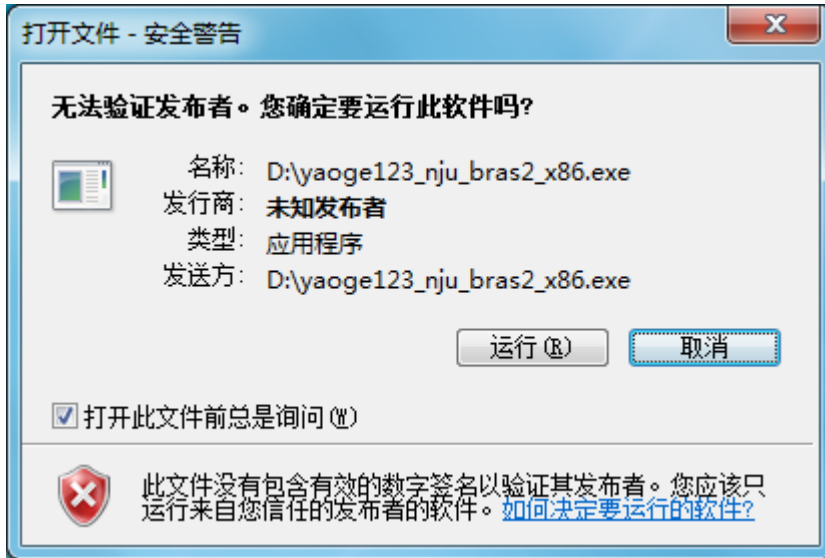 打开文件 - 安全警告
无法验证发布者。您确定要运行此软件吗?
名称: D:\yaoge123_nju_bras2_x86.exe
发行商: 未知发布者
类型: 应用程序
发送方: D:\yaoge123_nju_bras2_x86.exe
运行(R) 取消
打开此文件前总是询问(W)
此文件没有包含有效的数字签名以验证其发布者。您应该只
运行来自您信任的发布者的软件。如何决定要运行的软件?